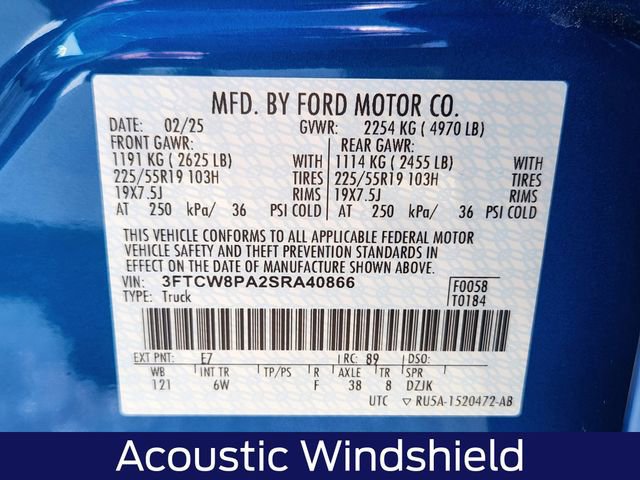 MFD. BY FORD MOTOR CO.
DATE: 02/25 GVWR: 2254 KG ( 4970 LB)
FRONT GAWR: REAR GAWR:
1191 KG ( 2625 LB) 1114 KG ( 2455 LB)
225/55R19 103H TIRES 225/55R19 103H TIRES
19X7.5J RIMS 19X7.5J RIMS
AT 250 kPa/ 36 PSI COLD AT 250 kPa/ 36 PSI COLD
THIS VEHICLE CONFORMS TO ALL APPLICABLE FEDERAL MOTOR
VEHICLE SAFETY AND THEFT PREVENTION STANDARDS IN
EFFECT ON THE DATE OF MANUFACTURE SHOWN ABOVE.
VIN: 3FTCW8PA2SRA40866 F0058
TYPE: Truck T0184
EXT PNT: E7 RC: 89 DSO:
WB INT TR TP/PS R AXLE TR SPR
121 6W F 38 8 DZJK
UTC ▽ RU5A-1520472-AB
Acoustic Windshield